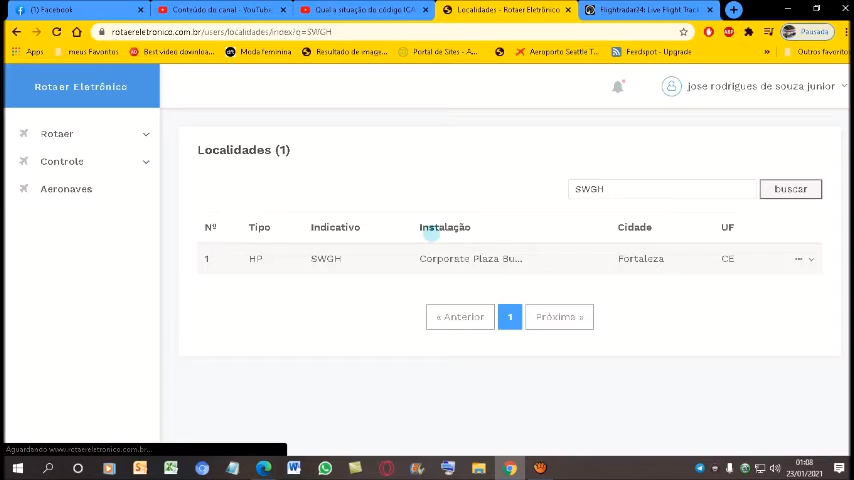 (1) Facebook
Conteúdo do canal - YouTube
Qual a situação do código ICA
Localidades - Rotaer Eletrônico
Flightradar24: Live Flight Track
rotaereletronico.com.br/users/localidades/index?q=SWGH
Pausada
Apps
meus Favoritos
Best video downloa...
Moda feminina
Resultado de image...
Portal de Sites - A...
Aeroporto Seattle T...
Feedspot - Upgrade
Outros favoritos
Rotaer Eletrônico
jose rodrigues de souza junior
Rotaer
Controle
Aeronaves
Localidades (1)
SWGH
buscar
Nº Tipo Indicativo Instalação Cidade UF
1 HP SWGH Corporate Plaza Bu... Fortaleza CE
« Anterior 1 Próxima »
Aguardando www.rotaereletronico.com.br...
01:08
23/01/2021